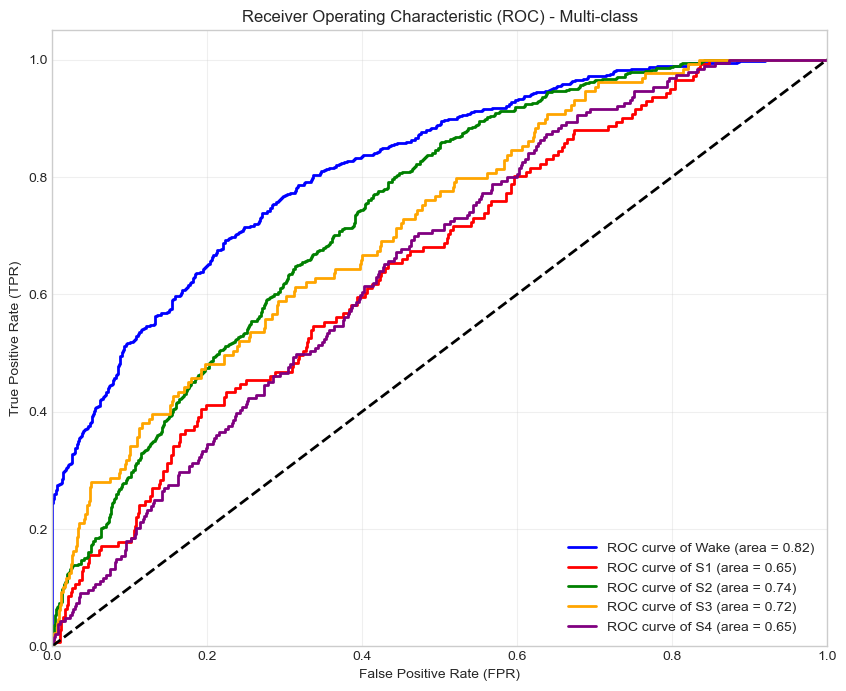 Receiver Operating Characteristic (ROC) - Multi-class
True Positive Rate (TPR)
1.0
0.8
0.6
0.4
0.2
0.0
ROC curve of Wake (area = 0.82)
ROC curve of S1 (area = 0.65)
ROC curve of S2 (area = 0.74)
ROC curve of S3 (area = 0.72)
ROC curve of S4 (area = 0.65)
0.0 0.2 0.4 0.6 0.8 1.0
False Positive Rate (FPR)